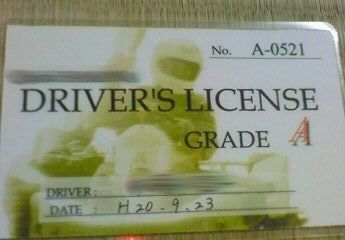 No. A-0521
DRIVER'S LICENSE
GRADE A
DRIVER:
DATE: H20.9.23